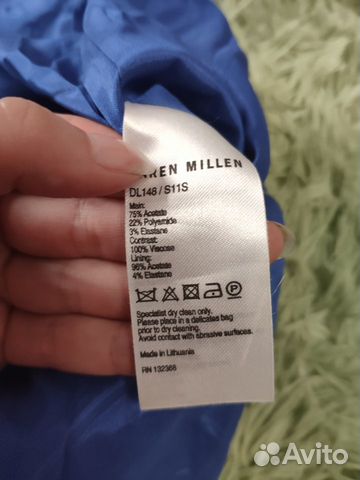 REN MILLEN
DL148 / S11S
Main:
75% Acetate
22% Polyamide
3% Elastane
Contrast:
100% Viscose
Lining:
96% Acetate
4% Elastane
Specialist dry clean only.
Please place in a delicates bag
prior to dry cleaning.
Avoid contact with abrasive surfaces.
Made in Lithuania
RN 132368
Avito